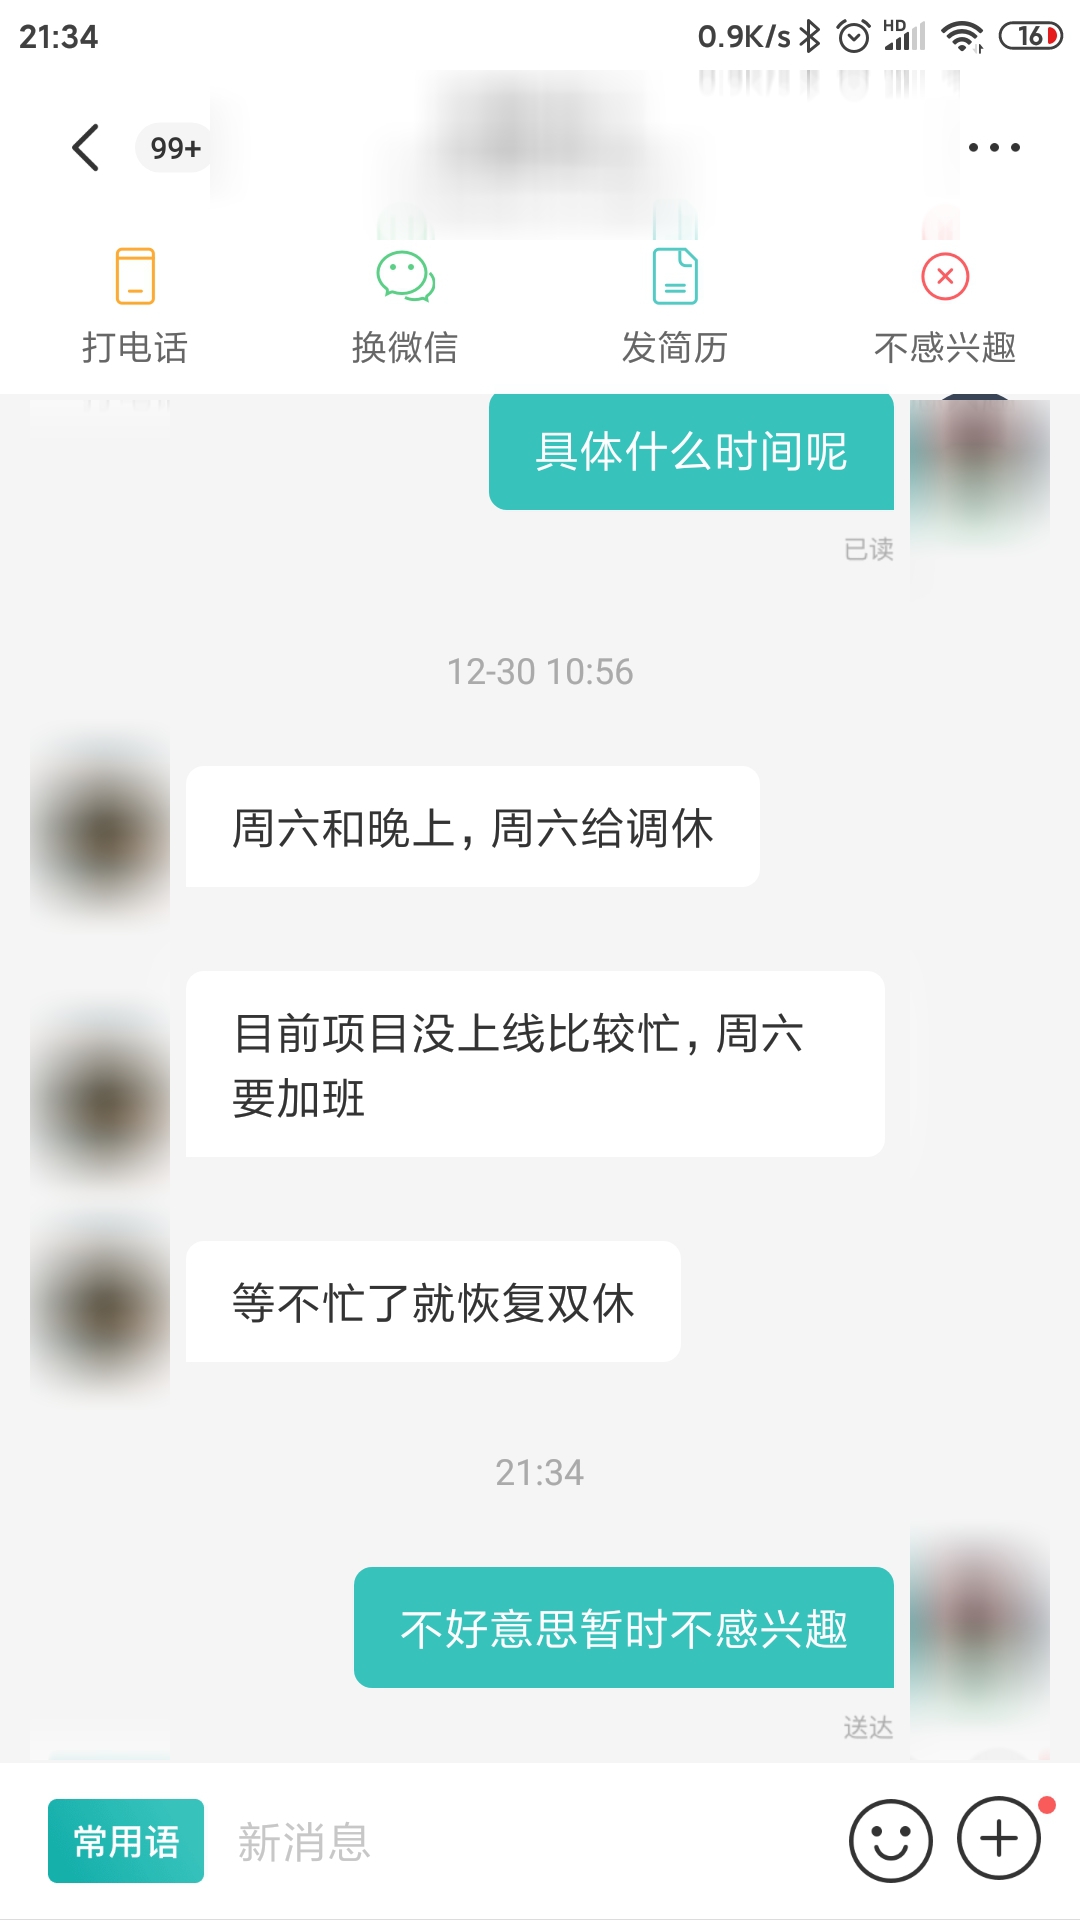 21:34
0.9K/s
HD
16
99+
打电话
换微信
发简历
不感兴趣
具体什么时间呢
已读
12-30 10:56
周六和晚上，周六给调休
目前项目没上线比较忙，周六
要加班
等不忙了就恢复双休
21:34
不好意思暂时不感兴趣
送达
常用语
新消息